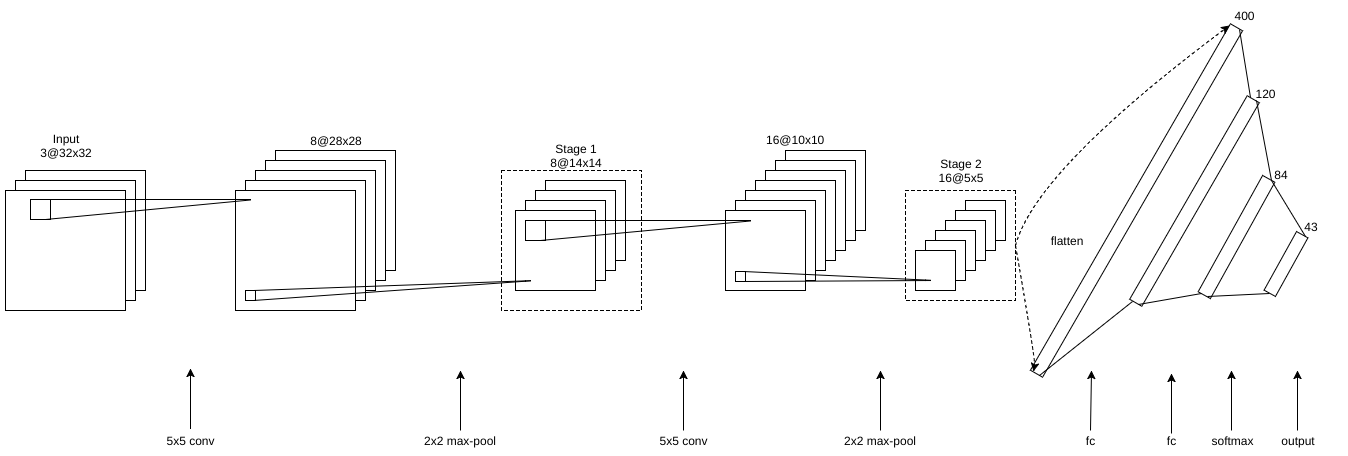 Input
3@32x32
8@28x28
Stage 1
8@14x14
16@10x10
Stage 2
16@5x5
flatten
400
120
84
43
5x5 conv
2x2 max-pool
5x5 conv
2x2 max-pool
fc
fc
softmax
output